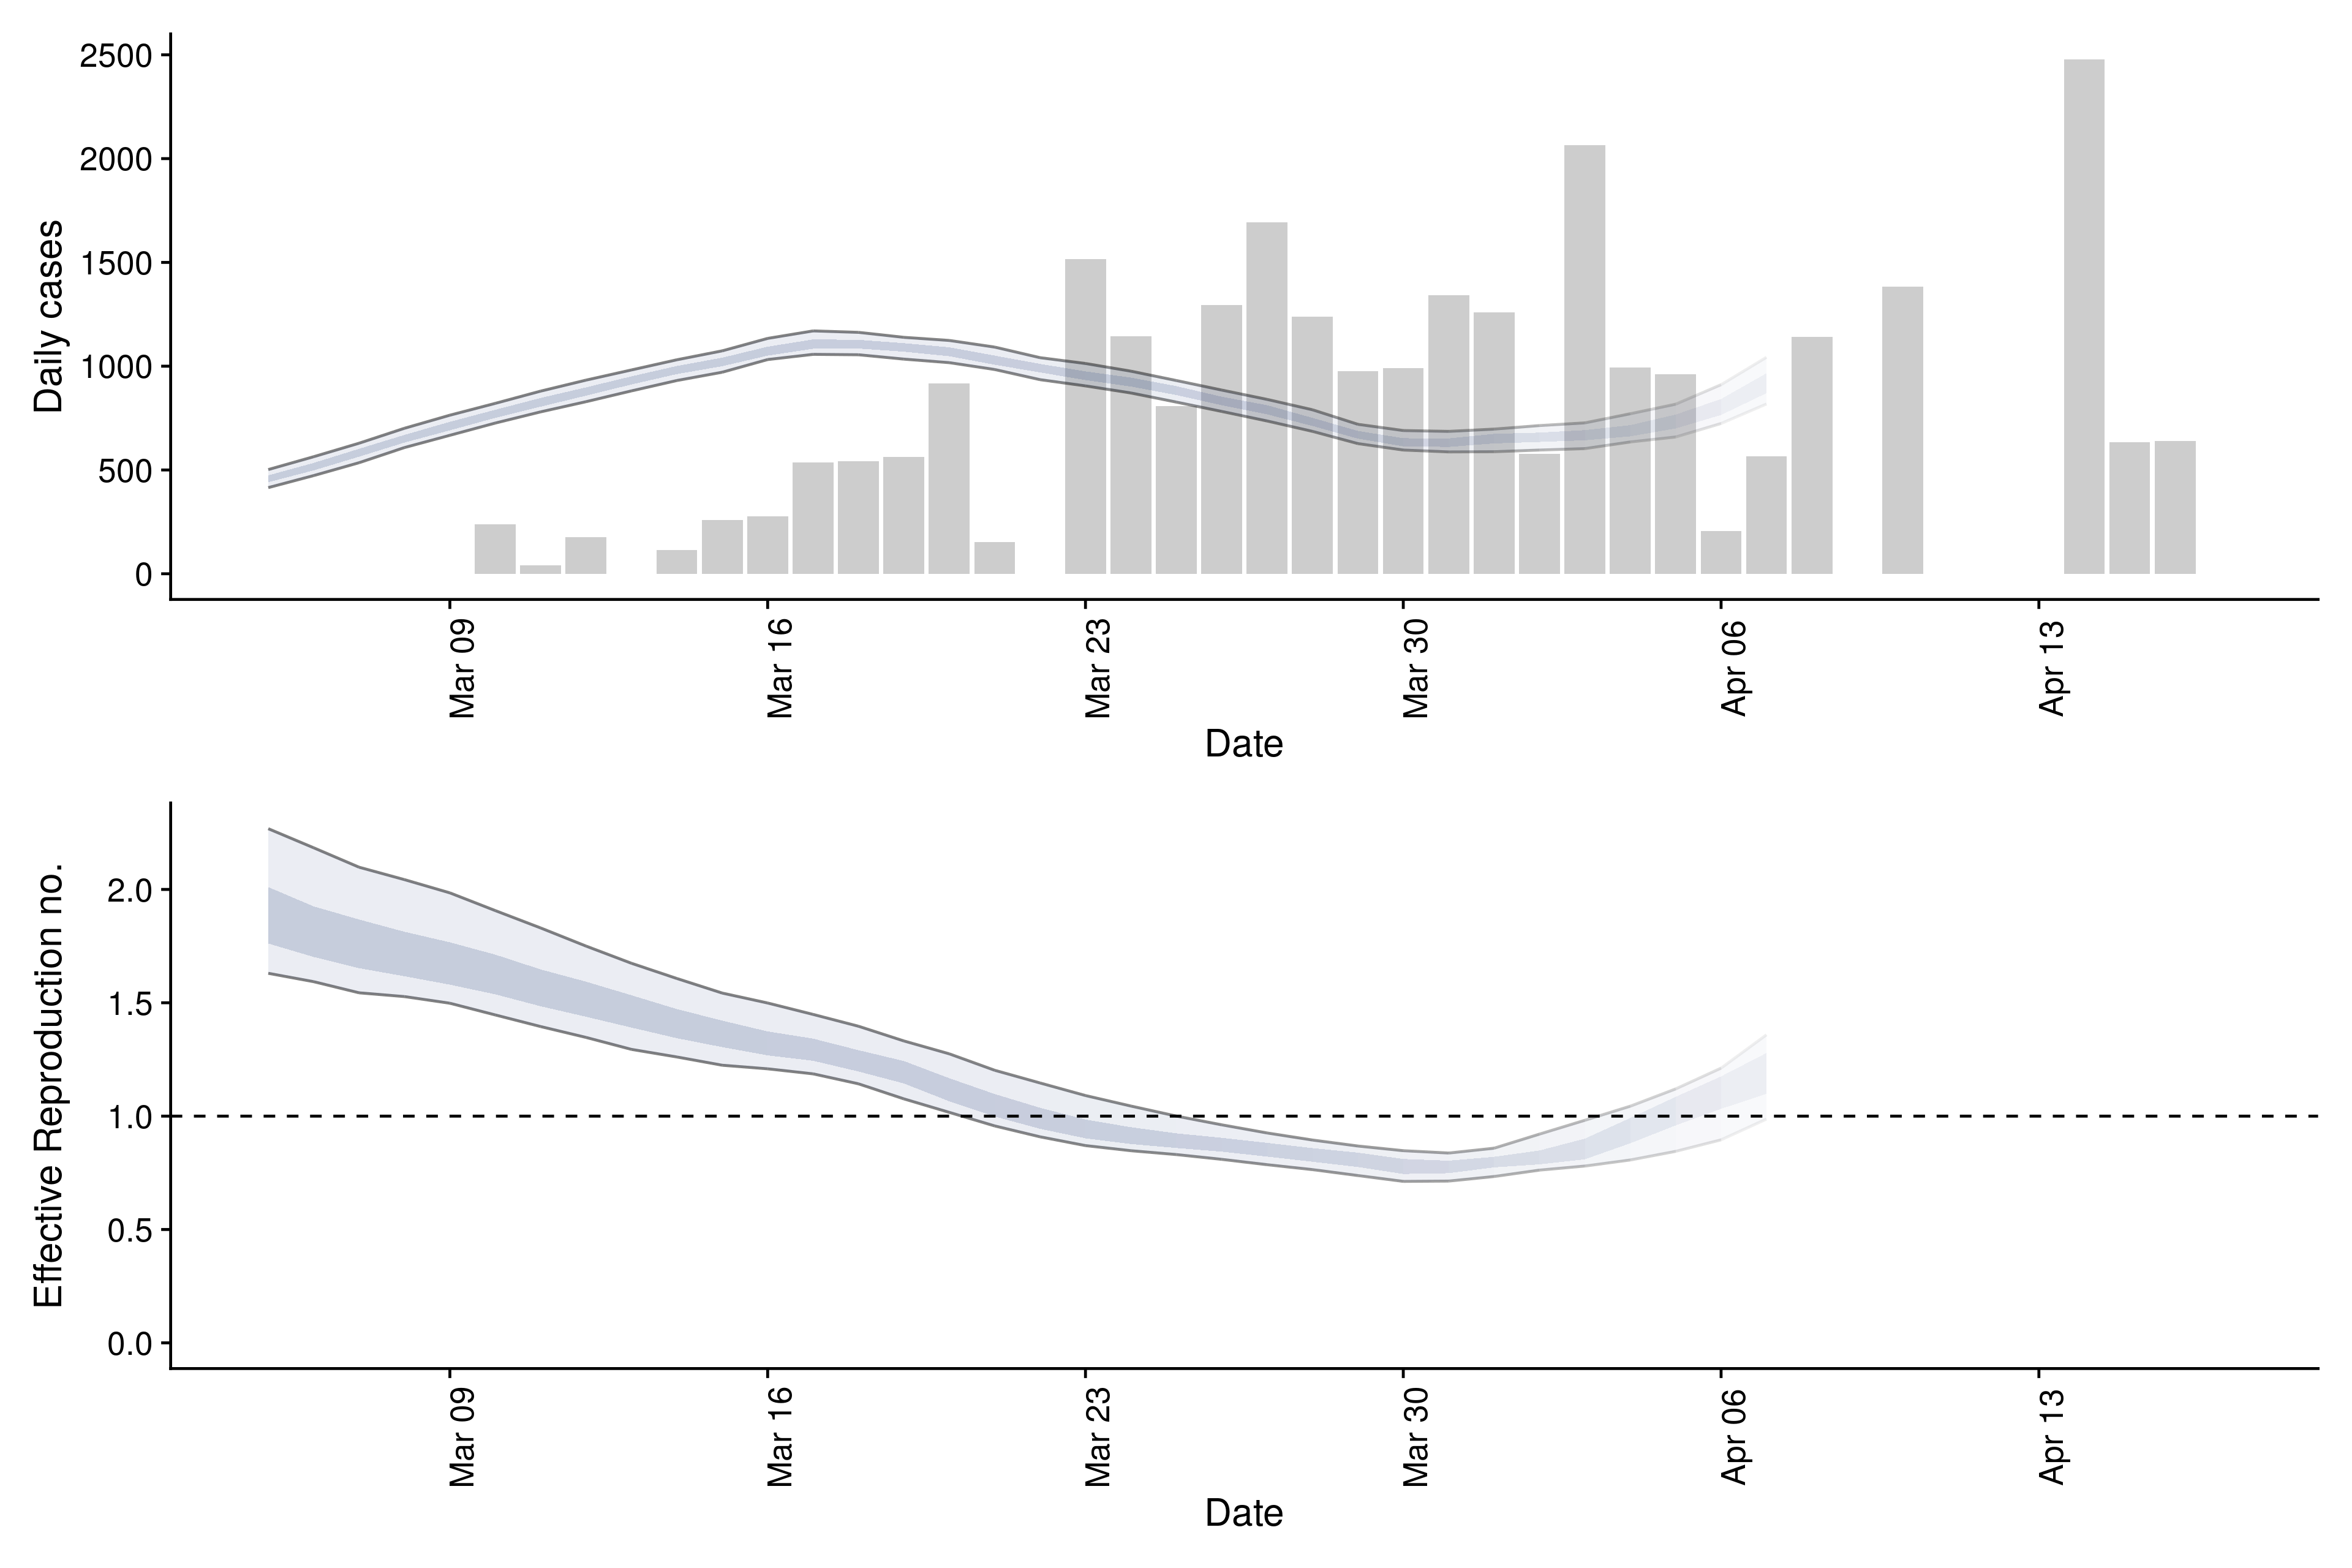 2500
2000
1500
1000
500
0
Daily cases
Mar 09
Mar 16
Mar 23
Mar 30
Apr 06
Apr 13
Date
2.0
1.5
1.0
0.5
0.0
Effective Reproduction no.
Mar 09
Mar 16
Mar 23
Mar 30
Apr 06
Apr 13
Date